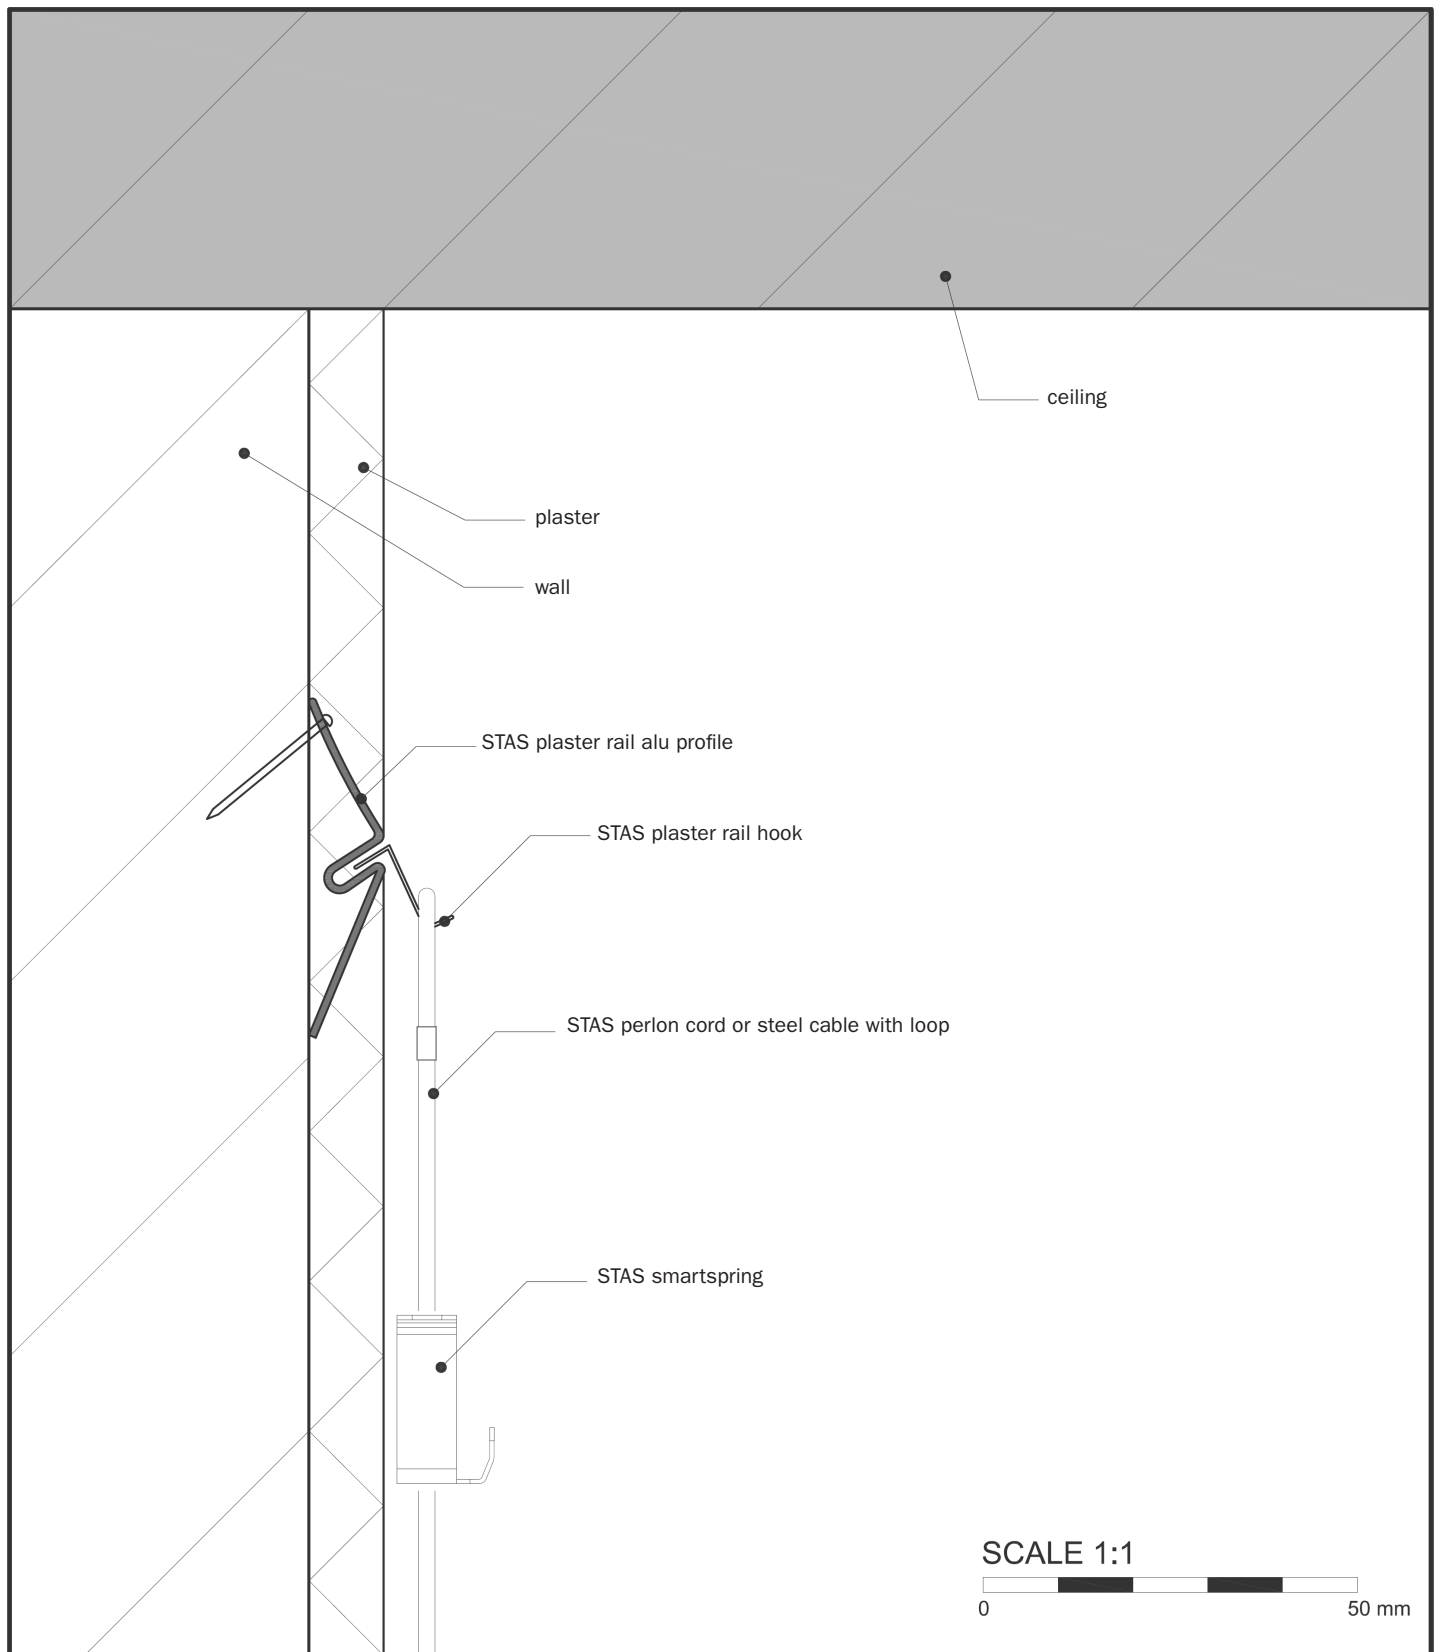 ceiling
plaster
wall
STAS plaster rail alu profile
STAS plaster rail hook
STAS perlon cord or steel cable with loop
STAS smartspring
SCALE 1:1
0 50 mm